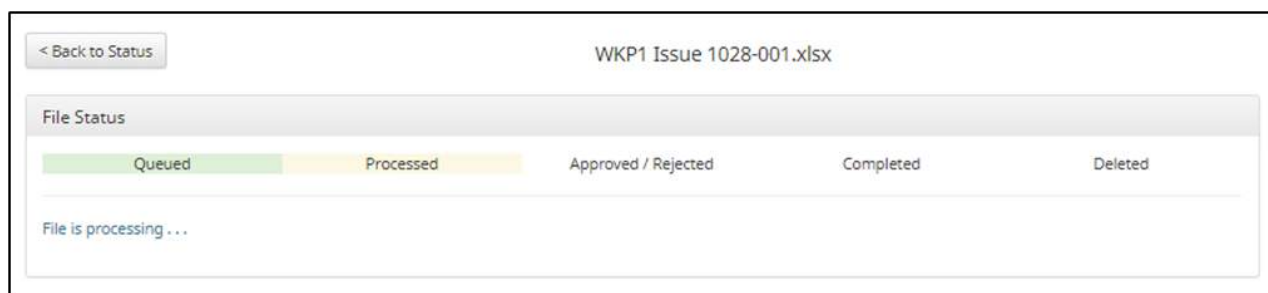 < Back to Status
WKP1 Issue 1028-001.xlsx
File Status
Queued Processed Approved / Rejected Completed Deleted
File is processing . . .